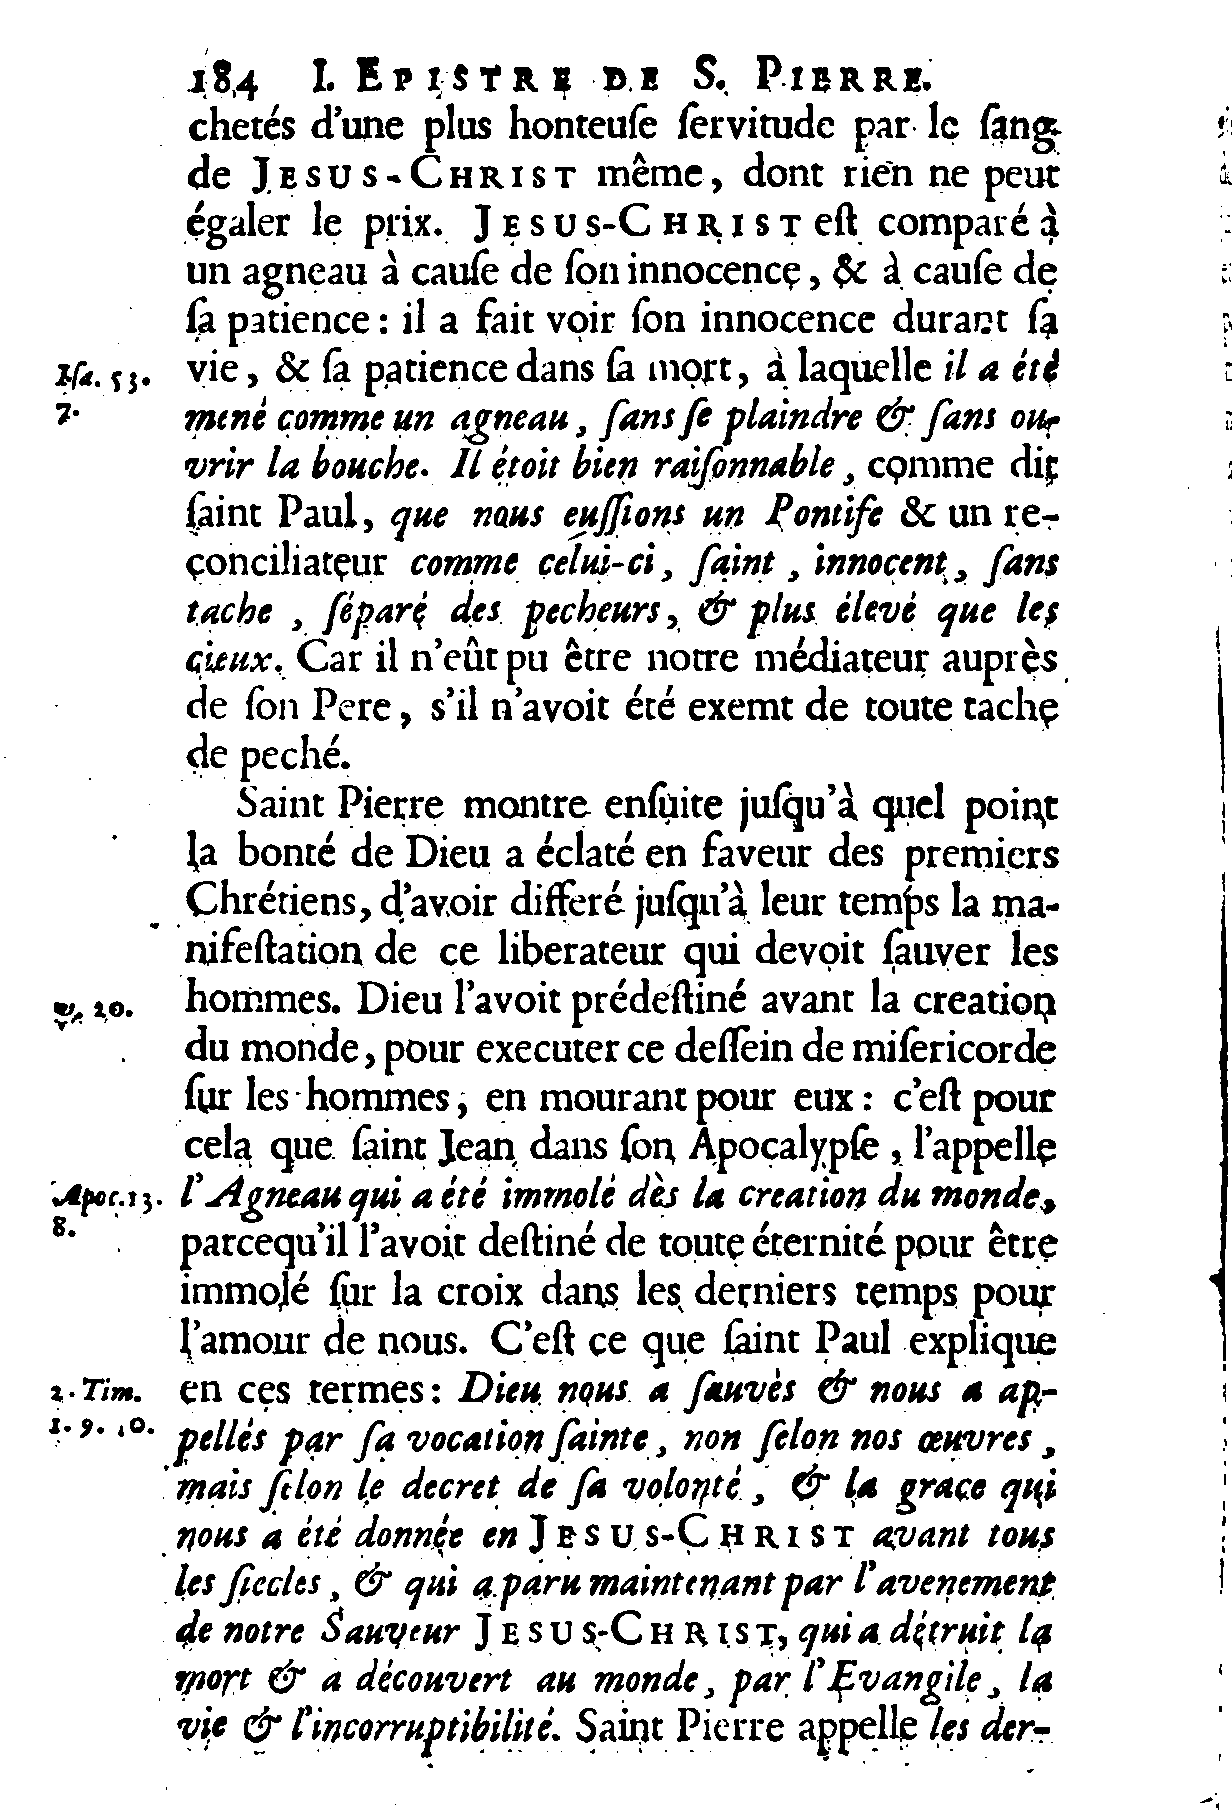 184 I. EPISTRE DE S. PIERRE.
chetés d'une plus honteuſe ſervitude par le ſang
de JESUS-CHRIST même, dont rien ne peut
égaler le prix. JESUS-CHRIST eſt comparé à
un agneau à cauſe de ſon innocence, & à cauſe de
ſa patience : il a fait voir ſon innocence durant ſa
Iſa. 53. vie, & ſa patience dans ſa mort, à laquelle il a été
7. mené comme un agneau, ſans ſe plaindre & ſans ou-
vrir la bouche. Il étoit bien raiſonnable, comme dit
ſaint Paul, que nous euſſions un Pontife & un re-
conciliateur comme celui-ci, ſaint, innocent, ſans
tache, ſéparé des pecheurs, & plus élevé que les
cieux. Car il n'eût pu être notre médiateur auprès
de ſon Pere, s'il n'avoit été exemt de toute tache
de peché.
Saint Pierre montre enſuite juſqu'à quel point
la bonté de Dieu a éclaté en faveur des premiers
Chrétiens, d'avoir differé juſqu'à leur temps la ma-
nifeſtation de ce liberateur qui devoit ſauver les
v. 20. hommes. Dieu l'avoit prédeſtiné avant la creation
du monde, pour executer ce deſſein de miſericorde
ſur les hommes, en mourant pour eux : c'eſt pour
cela que ſaint Jean dans ſon Apocalypſe, l'appelle
Apoc. 13. l'Agneau qui a été immolé dès la creation du monde,
8. parcequ'il l'avoit deſtiné de toute éternité pour être
immolé ſur la croix dans les derniers temps pour
l'amour de nous. C'eſt ce que ſaint Paul explique
2. Tim. en ces termes : Dieu nous a ſauvès & nous a ap-
1. 9. 10. pellés par ſa vocation ſainte, non ſelon nos œuvres,
mais ſelon le decret de ſa volonté, & la grace qui
nous a été donnée en JESUS-CHRIST avant tous
les ſiecles, & qui a paru maintenant par l'avenement
de notre Sauveur JESUS-CHRIST, qui a détruit la
mort & a découvert au monde, par l'Evangile, la
vie & l'incorruptibilité. Saint Pierre appelle les der-